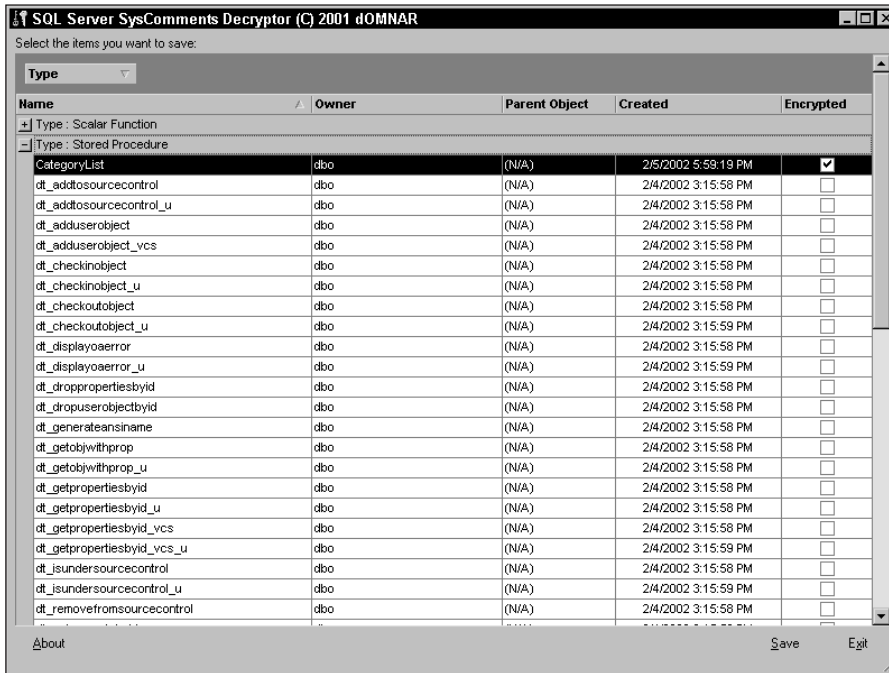 SQL Server SysComments Decryptor (C) 2001 dOMNAR
Select the items you want to save:
Type
Name Owner Parent Object Created Encrypted
Type : Scalar Function
Type : Stored Procedure
CategoryList dbo (N/A) 2/5/2002 5:59:19 PM
dt_addtosourcecontrol dbo (N/A) 2/4/2002 3:15:58 PM
dt_addtosourcecontrol_u dbo (N/A) 2/4/2002 3:15:58 PM
dt_adduserobject dbo (N/A) 2/4/2002 3:15:58 PM
dt_adduserobject_vcs dbo (N/A) 2/4/2002 3:15:58 PM
dt_checkinobject dbo (N/A) 2/4/2002 3:15:58 PM
dt_checkinobject_u dbo (N/A) 2/4/2002 3:15:58 PM
dt_checkoutobject dbo (N/A) 2/4/2002 3:15:58 PM
dt_checkoutobject_u dbo (N/A) 2/4/2002 3:15:59 PM
dt_displayoaerror dbo (N/A) 2/4/2002 3:15:58 PM
dt_displayoaerror_u dbo (N/A) 2/4/2002 3:15:59 PM
dt_droppropertiesbyid dbo (N/A) 2/4/2002 3:15:58 PM
dt_dropuserobjectbyid dbo (N/A) 2/4/2002 3:15:58 PM
dt_generateansiname dbo (N/A) 2/4/2002 3:15:58 PM
dt_getobjwithprop dbo (N/A) 2/4/2002 3:15:58 PM
dt_getobjwithprop_u dbo (N/A) 2/4/2002 3:15:58 PM
dt_getpropertiesbyid dbo (N/A) 2/4/2002 3:15:58 PM
dt_getpropertiesbyid_u dbo (N/A) 2/4/2002 3:15:58 PM
dt_getpropertiesbyid_vcs dbo (N/A) 2/4/2002 3:15:58 PM
dt_getpropertiesbyid_vcs_u dbo (N/A) 2/4/2002 3:15:59 PM
dt_isundersourcecontrol dbo (N/A) 2/4/2002 3:15:58 PM
dt_isundersourcecontrol_u dbo (N/A) 2/4/2002 3:15:59 PM
dt_removefromsourcecontrol dbo (N/A) 2/4/2002 3:15:58 PM
About Save Exit